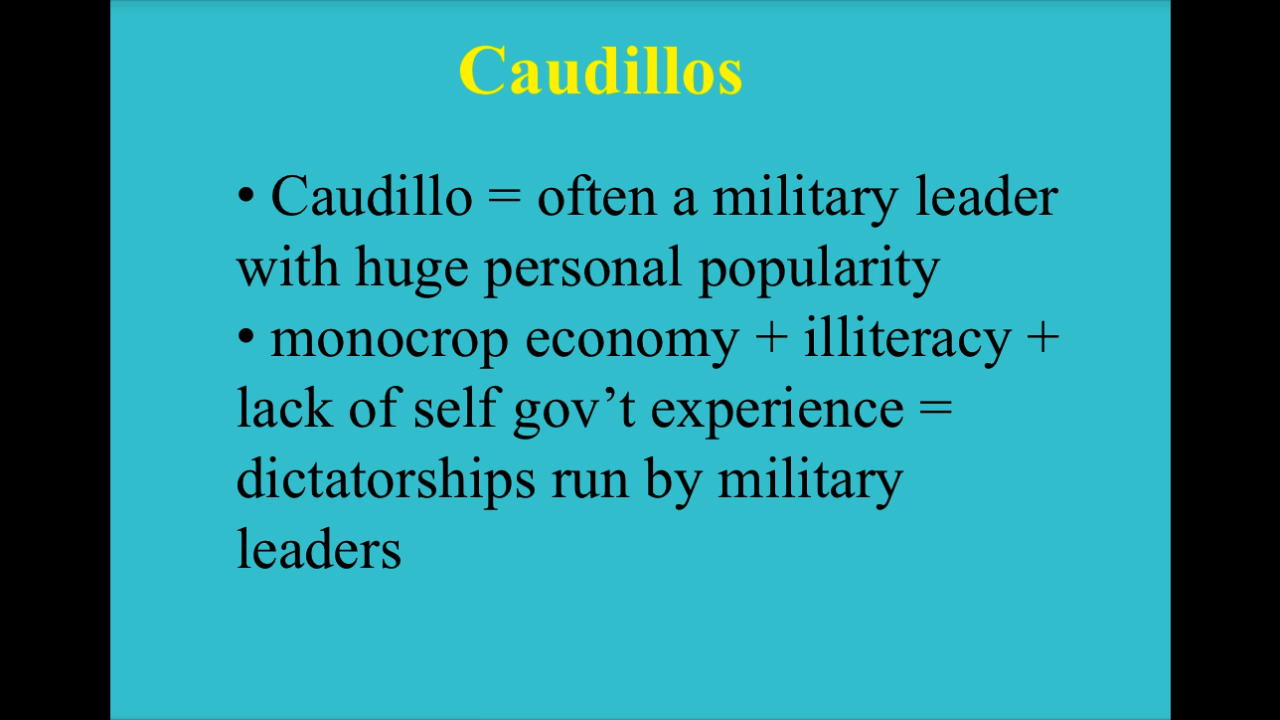 Caudillos
• Caudillo = often a military leader
with huge personal popularity
• monocrop economy + illiteracy +
lack of self gov’t experience =
dictatorships run by military
leaders